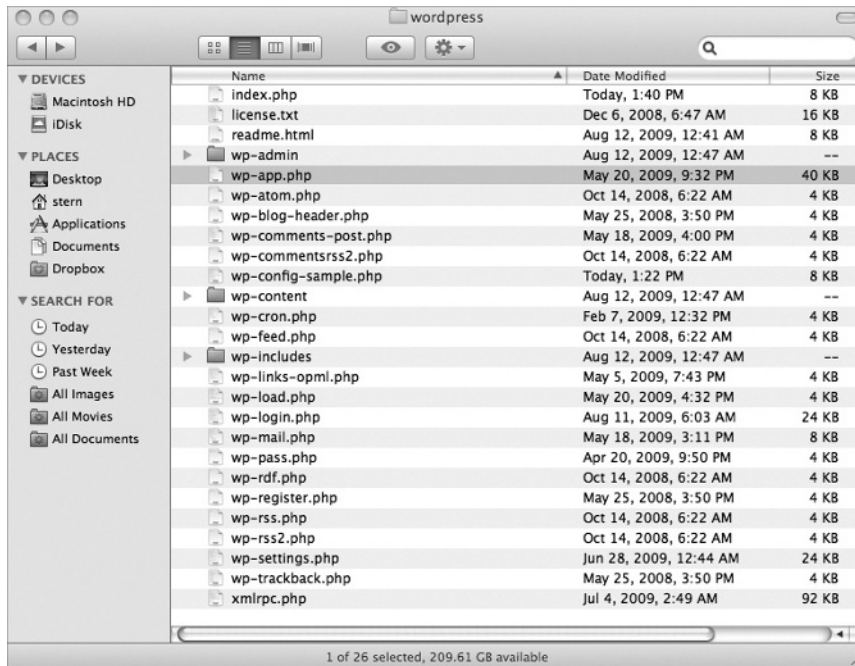 wordpress
DEVICES
Macintosh HD
iDisk
PLACES
Desktop
stern
Applications
Documents
Dropbox
SEARCH FOR
Today
Yesterday
Past Week
All Images
All Movies
All Documents
Name Date Modified Size
index.php Today, 1:40 PM 8 KB
license.txt Dec 6, 2008, 6:47 AM 16 KB
readme.html Aug 12, 2009, 12:41 AM 8 KB
wp-admin Aug 12, 2009, 12:47 AM --
wp-app.php May 20, 2009, 9:32 PM 40 KB
wp-atom.php Oct 14, 2008, 6:22 AM 4 KB
wp-blog-header.php May 25, 2008, 3:50 PM 4 KB
wp-comments-post.php May 18, 2009, 4:00 PM 4 KB
wp-commentsrss2.php Oct 14, 2008, 6:22 AM 4 KB
wp-config-sample.php Today, 1:22 PM 8 KB
wp-content Aug 12, 2009, 12:47 AM --
wp-cron.php Feb 7, 2009, 12:32 PM 4 KB
wp-feed.php Oct 14, 2008, 6:22 AM 4 KB
wp-includes Aug 12, 2009, 12:47 AM --
wp-links-opml.php May 5, 2009, 7:43 PM 4 KB
wp-load.php May 20, 2009, 4:32 PM 4 KB
wp-login.php Aug 11, 2009, 6:03 AM 24 KB
wp-mail.php May 18, 2009, 3:11 PM 8 KB
wp-pass.php Apr 20, 2009, 9:50 PM 4 KB
wp-rdf.php Oct 14, 2008, 6:22 AM 4 KB
wp-register.php May 25, 2008, 3:50 PM 4 KB
wp-rss.php Oct 14, 2008, 6:22 AM 4 KB
wp-rss2.php Oct 14, 2008, 6:22 AM 4 KB
wp-settings.php Jun 28, 2009, 12:44 AM 24 KB
wp-trackback.php May 25, 2008, 3:50 PM 4 KB
xmlrpc.php Jul 4, 2009, 2:49 AM 92 KB
1 of 26 selected, 209.61 GB available